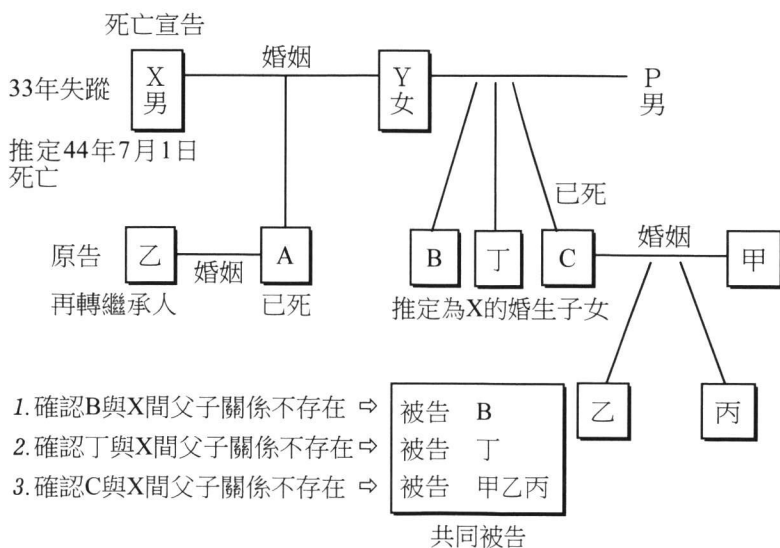 死亡宣告
33年失蹤
X
男
婚姻
Y
女
P
男
推定44年7月1日
死亡
已死
原告
乙
婚姻
A
B
丁
C
婚姻
甲
再轉繼承人
已死
推定為X的婚生子女
乙
丙
1.確認B與X間父子關係不存在 ⇨ 被告 B
2.確認丁與X間父子關係不存在 ⇨ 被告 丁
3.確認C與X間父子關係不存在 ⇨ 被告 甲乙丙
共同被告